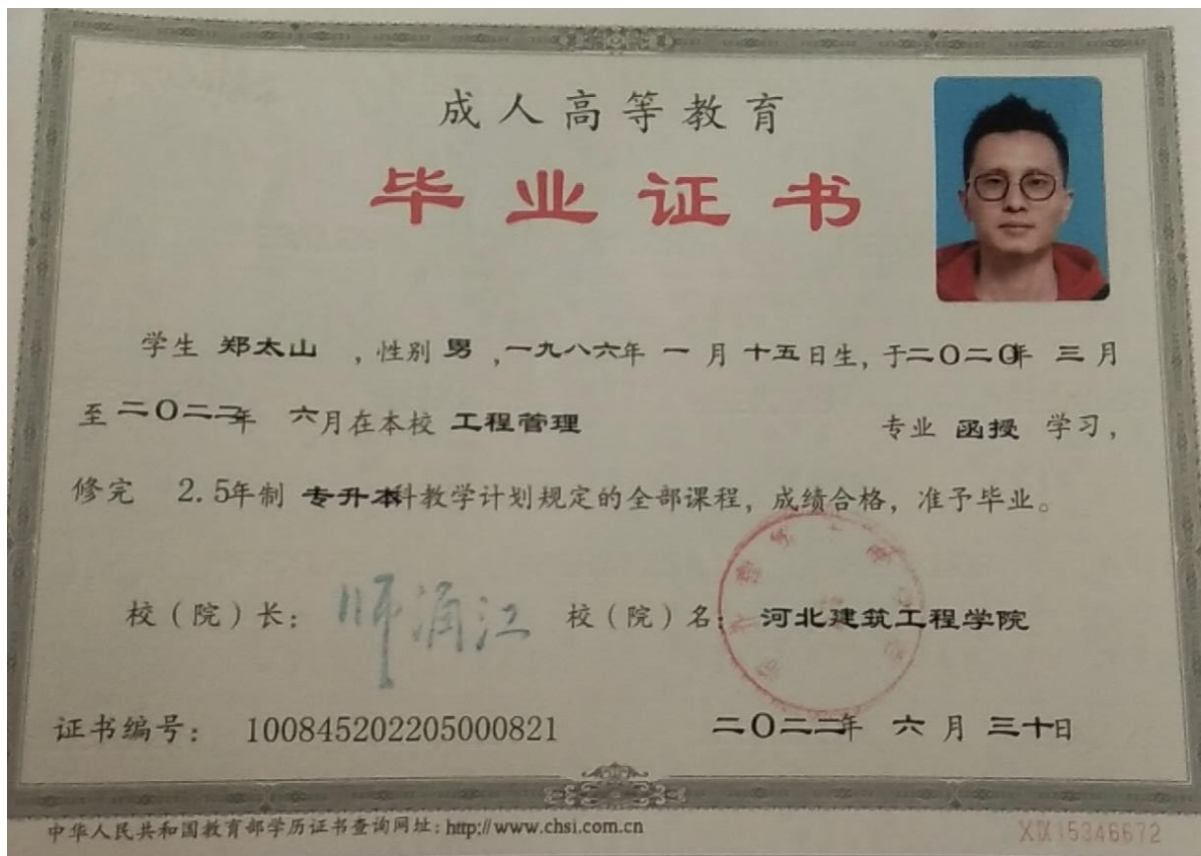 成人高等教育
毕业证书
学生 郑太山 ，性别 男 ，一九八六年 一 月 十五日生，于二〇二〇年 三 月
至 二〇二二年 六月在本校 工程管理 专业 函授 学习，
修完 2.5年制 专升本科教学计划规定的全部课程，成绩合格，准予毕业。
校（院）长： 师涌江 校（院）名： 河北建筑工程学院
证书编号： 100845202205000821 二〇二二年 六 月 三十日
中华人民共和国教育部学历证书查询网址：http://www.chsi.com.cn